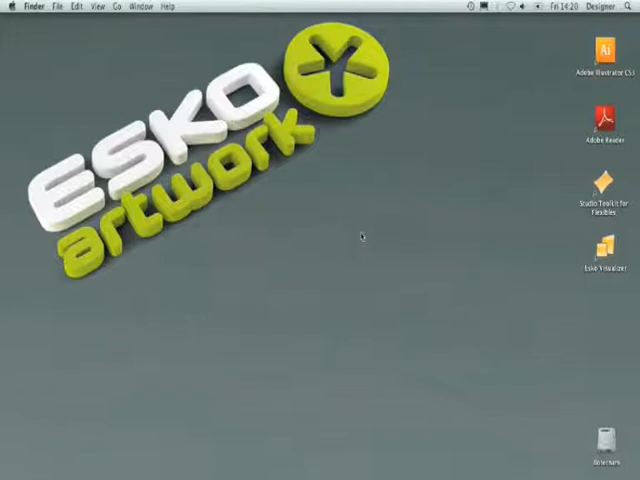 Finder File Edit View Go Window Help
Fri 14:20 Designer
ESKO
artwork
Ai
Adobe Illustrator CS3
Adobe Reader
Studio Toolkit for
Flexibles
Esko Visualizer